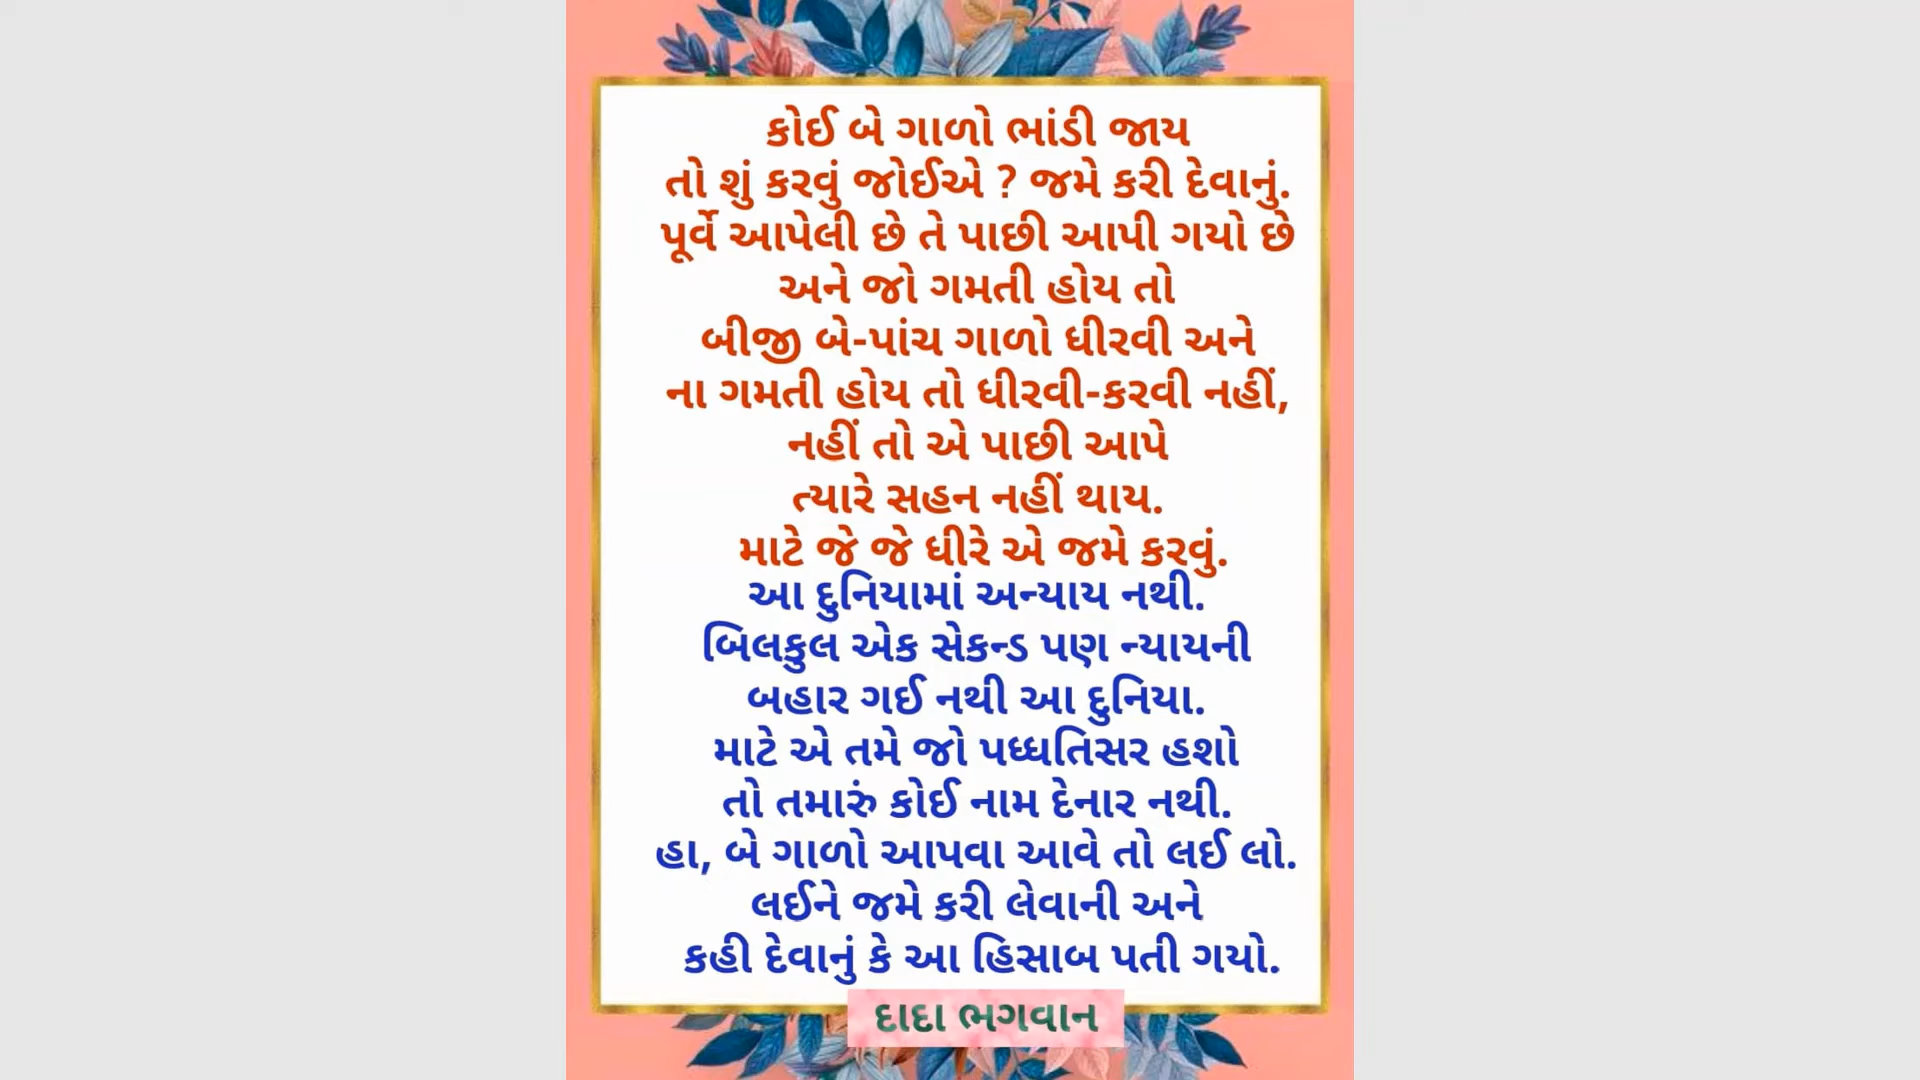 કોઈ બે ગાળો ભાંડી જાય
તો શું કરવું જોઈએ ? જમે કરી દેવાનું.
પૂર્વે આપેલી છે તે પાછી આપી ગયો છે
અને જો ગમતી હોય તો
બીજી બે-પાંચ ગાળો ધીરવી અને
ના ગમતી હોય તો ધીરવી-કરવી નહીં,
નહીં તો એ પાછી આપે
ત્યારે સહન નહીં થાય.
માટે જે જે ધીરે એ જમે કરવું.
આ દુનિયામાં અન્યાય નથી.
બિલકુલ એક સેકન્ડ પણ ન્યાયની
બહાર ગઈ નથી આ દુનિયા.
માટે એ તમે જો પધ્ધતિસર હશો
તો તમારું કોઈ નામ દેનાર નથી.
હા, બે ગાળો આપવા આવે તો લઈ લો.
લઈને જમે કરી લેવાની અને
કહી દેવાનું કે આ હિસાબ પતી ગયો.
દાદા ભગવાન